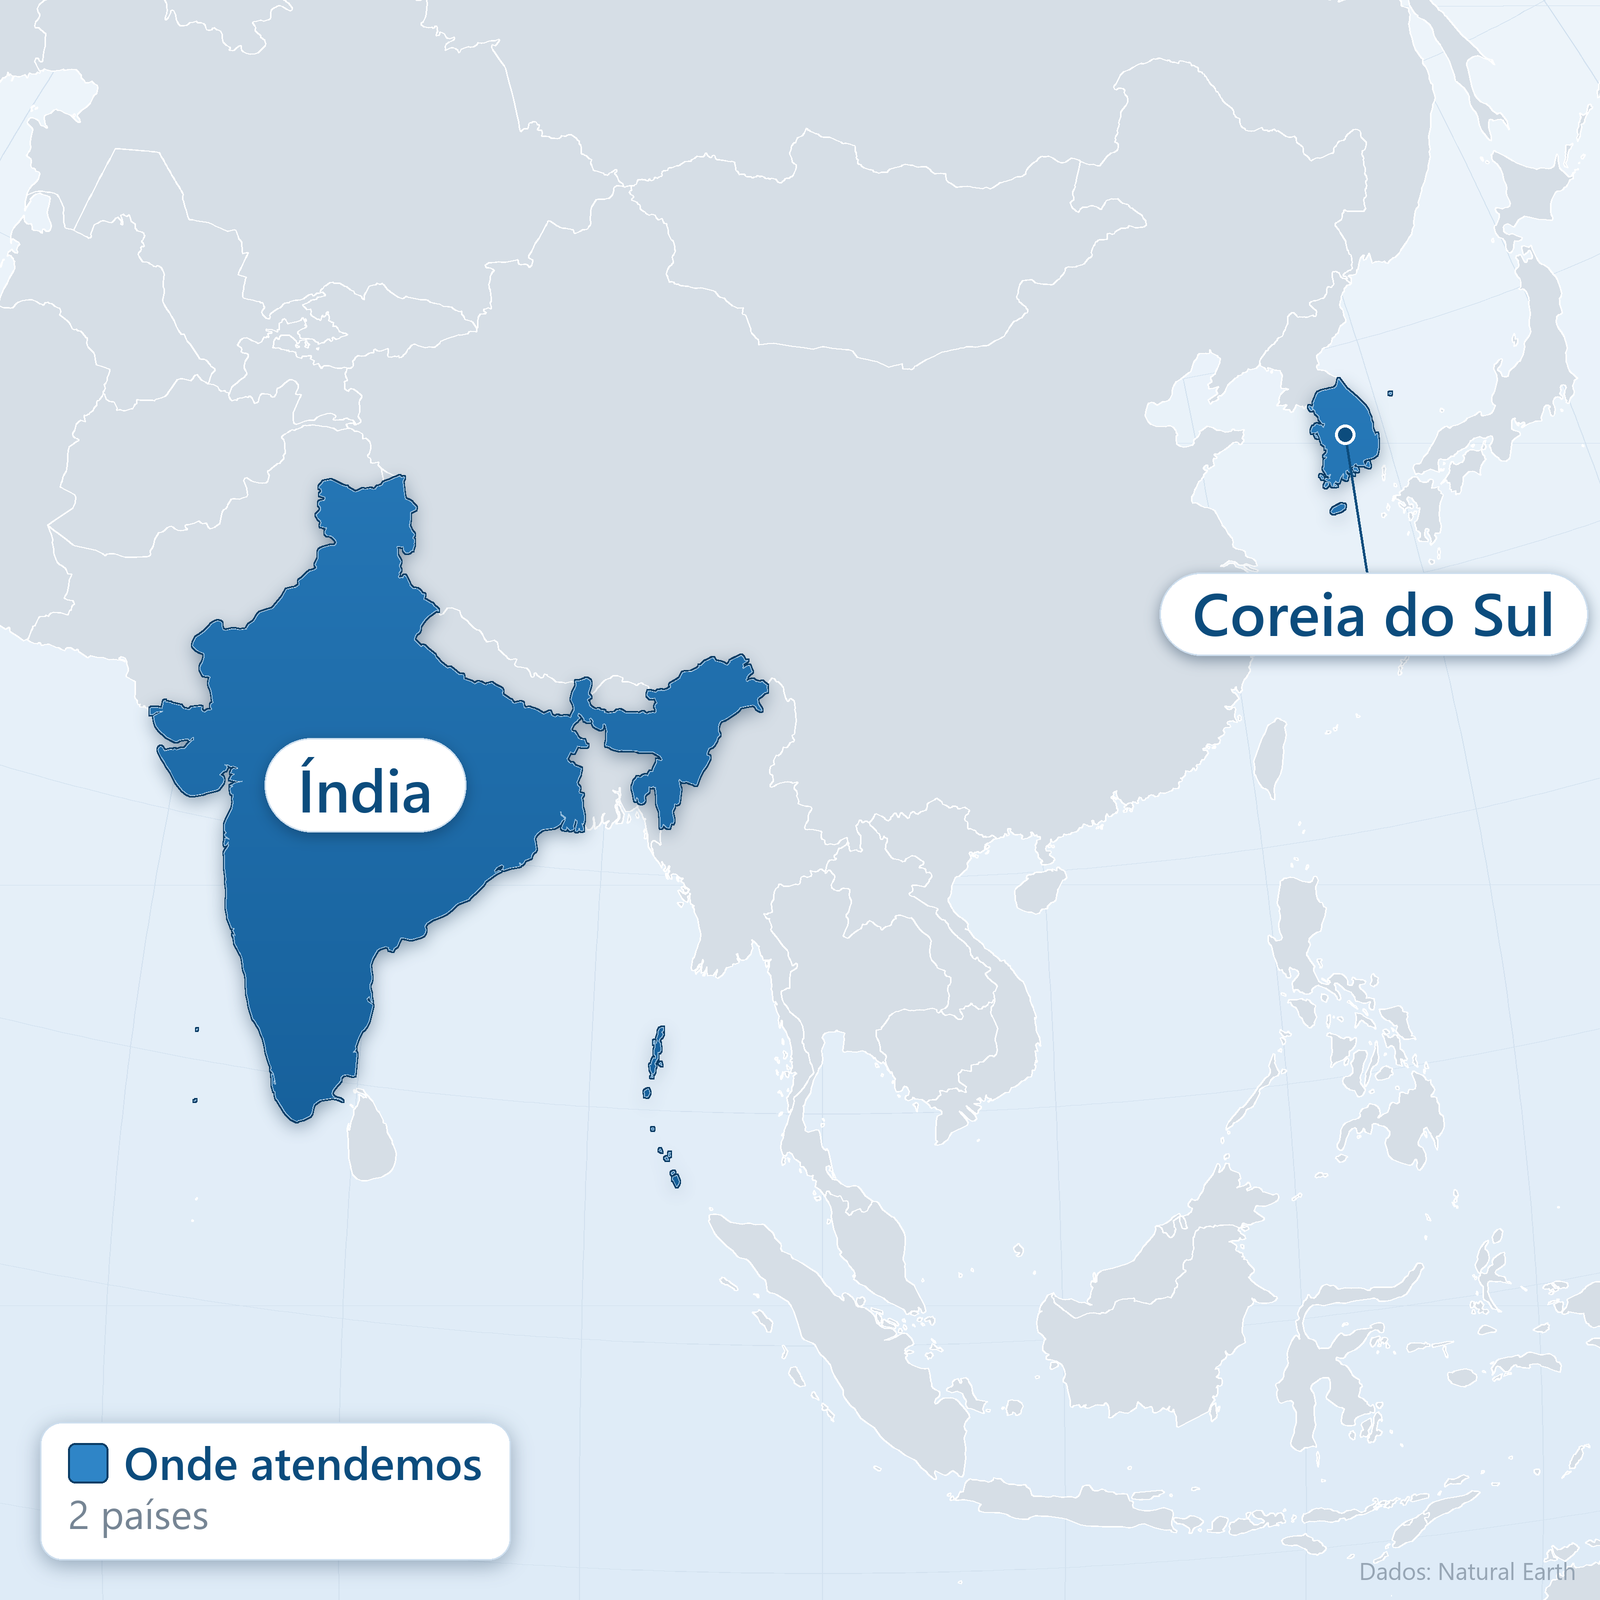 Coreia do Sul
Índia
Onde atendemos
2 países
Dados: Natural Earth